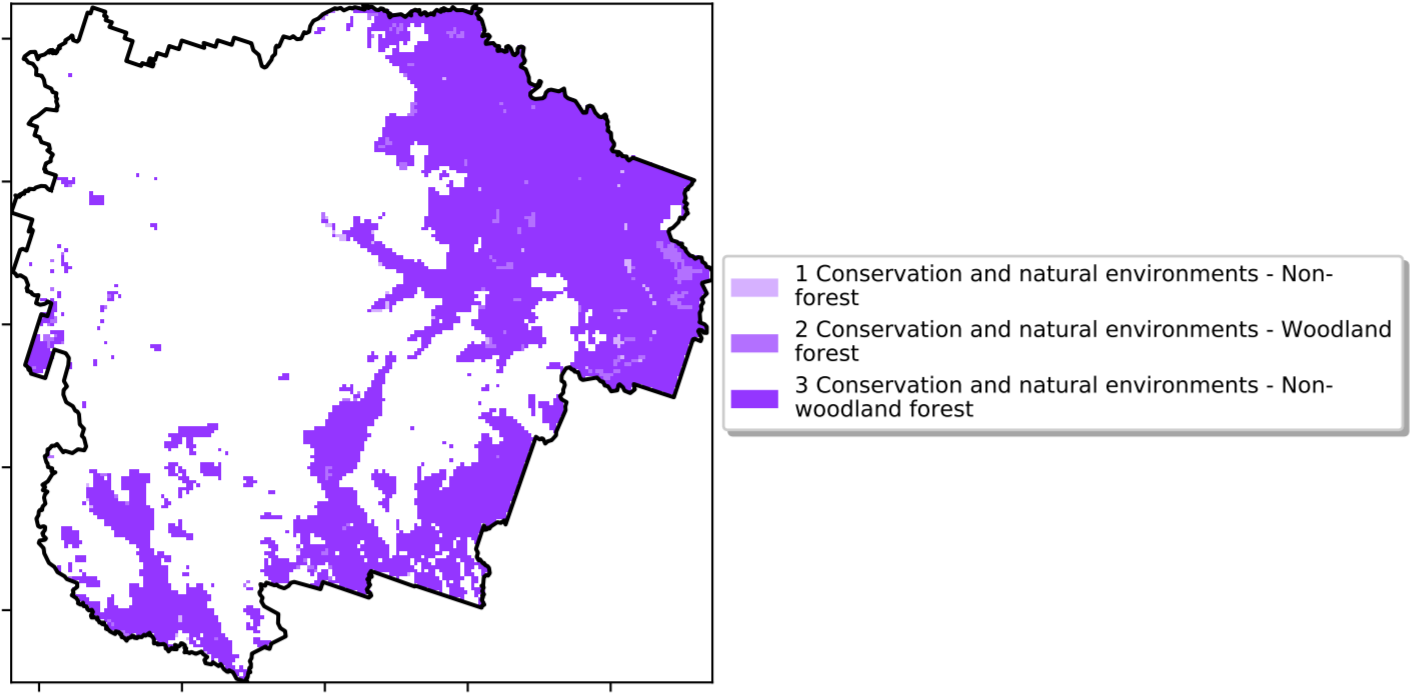 1 Conservation and natural environments - Non-
forest
2 Conservation and natural environments - Woodland
forest
3 Conservation and natural environments - Non-
woodland forest